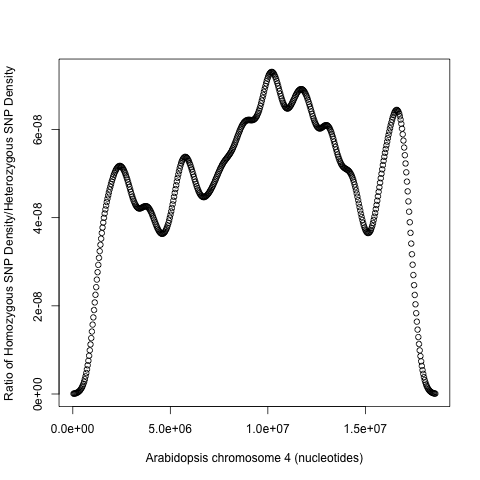 Ratio of Homozygous SNP Density/Heterozygous SNP Density
6e-08
4e-08
2e-08
0e+00
0.0e+00 5.0e+06 1.0e+07 1.5e+07
Arabidopsis chromosome 4 (nucleotides)